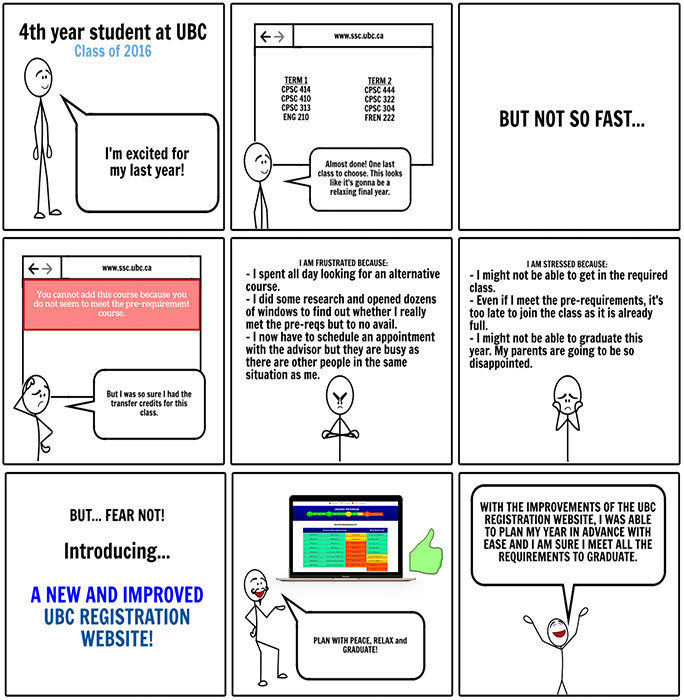 4th year student at UBC
Class of 2016
I'm excited for
my last year!
www.ssc.ubc.ca
TERM 1
CPSC 414
CPSC 410
CPSC 313
ENG 210
TERM 2
CPSC 444
CPSC 322
CPSC 304
FREN 222
Almost done! One last
class to choose. This looks
like it's gonna be a
relaxing final year.
BUT NOT SO FAST...
www.ssc.ubc.ca
You cannot add this course because you
do not seem to meet the pre-requirement
course.
But I was so sure I had the
transfer credits for this
class.
I AM FRUSTRATED BECAUSE:
- I spent all day looking for an alternative
course.
- I did some research and opened dozens
of windows to find out whether I really
met the pre-reqs but to no avail.
- I now have to schedule an appointment
with the advisor but they are busy as
there are other people in the same
situation as me.
I AM STRESSED BECAUSE:
- I might not be able to get in the required
class.
- Even if I meet the pre-requirements, it's
too late to join the class as it is already
full.
- I might not be able to graduate this
year. My parents are going to be so
disappointed.
BUT... FEAR NOT!
Introducing...
A NEW AND IMPROVED
UBC REGISTRATION
WEBSITE!
PLAN WITH PEACE, RELAX and
GRADUATE!
WITH THE IMPROVEMENTS OF THE UBC
REGISTRATION WEBSITE, I WAS ABLE
TO PLAN MY YEAR IN ADVANCE WITH
EASE AND I AM SURE I MEET ALL THE
REQUIREMENTS TO GRADUATE.